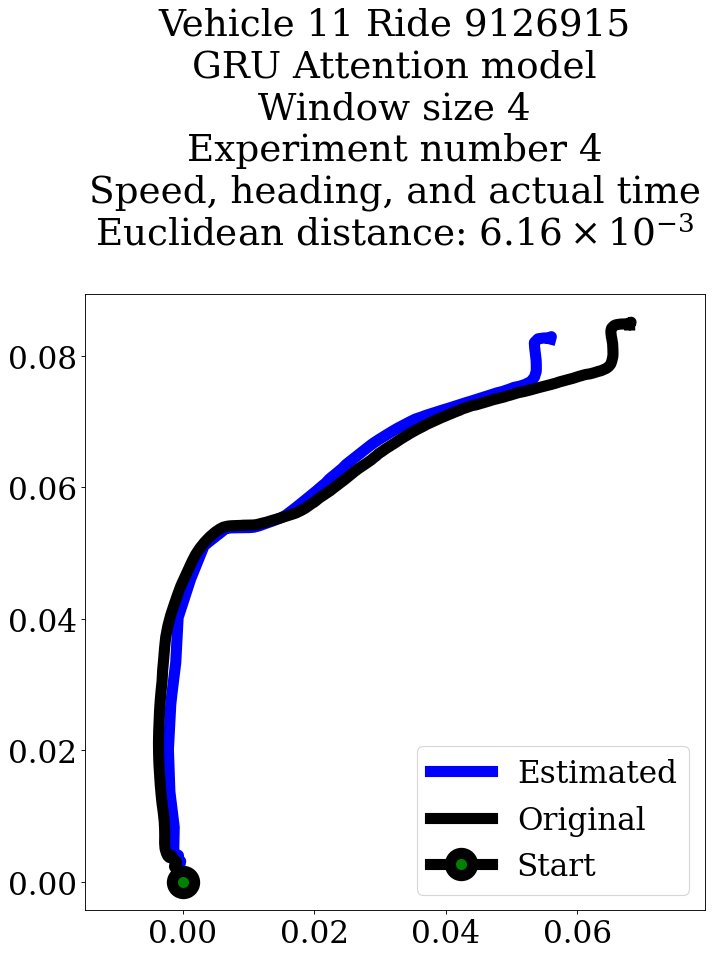 Vehicle 11 Ride 9126915
GRU Attention model
Window size 4
Experiment number 4
Speed, heading, and actual time
Euclidean distance: 6.16 × 10⁻³
0.08
0.06
0.04
0.02
0.00
Estimated
Original
Start
0.00 0.02 0.04 0.06